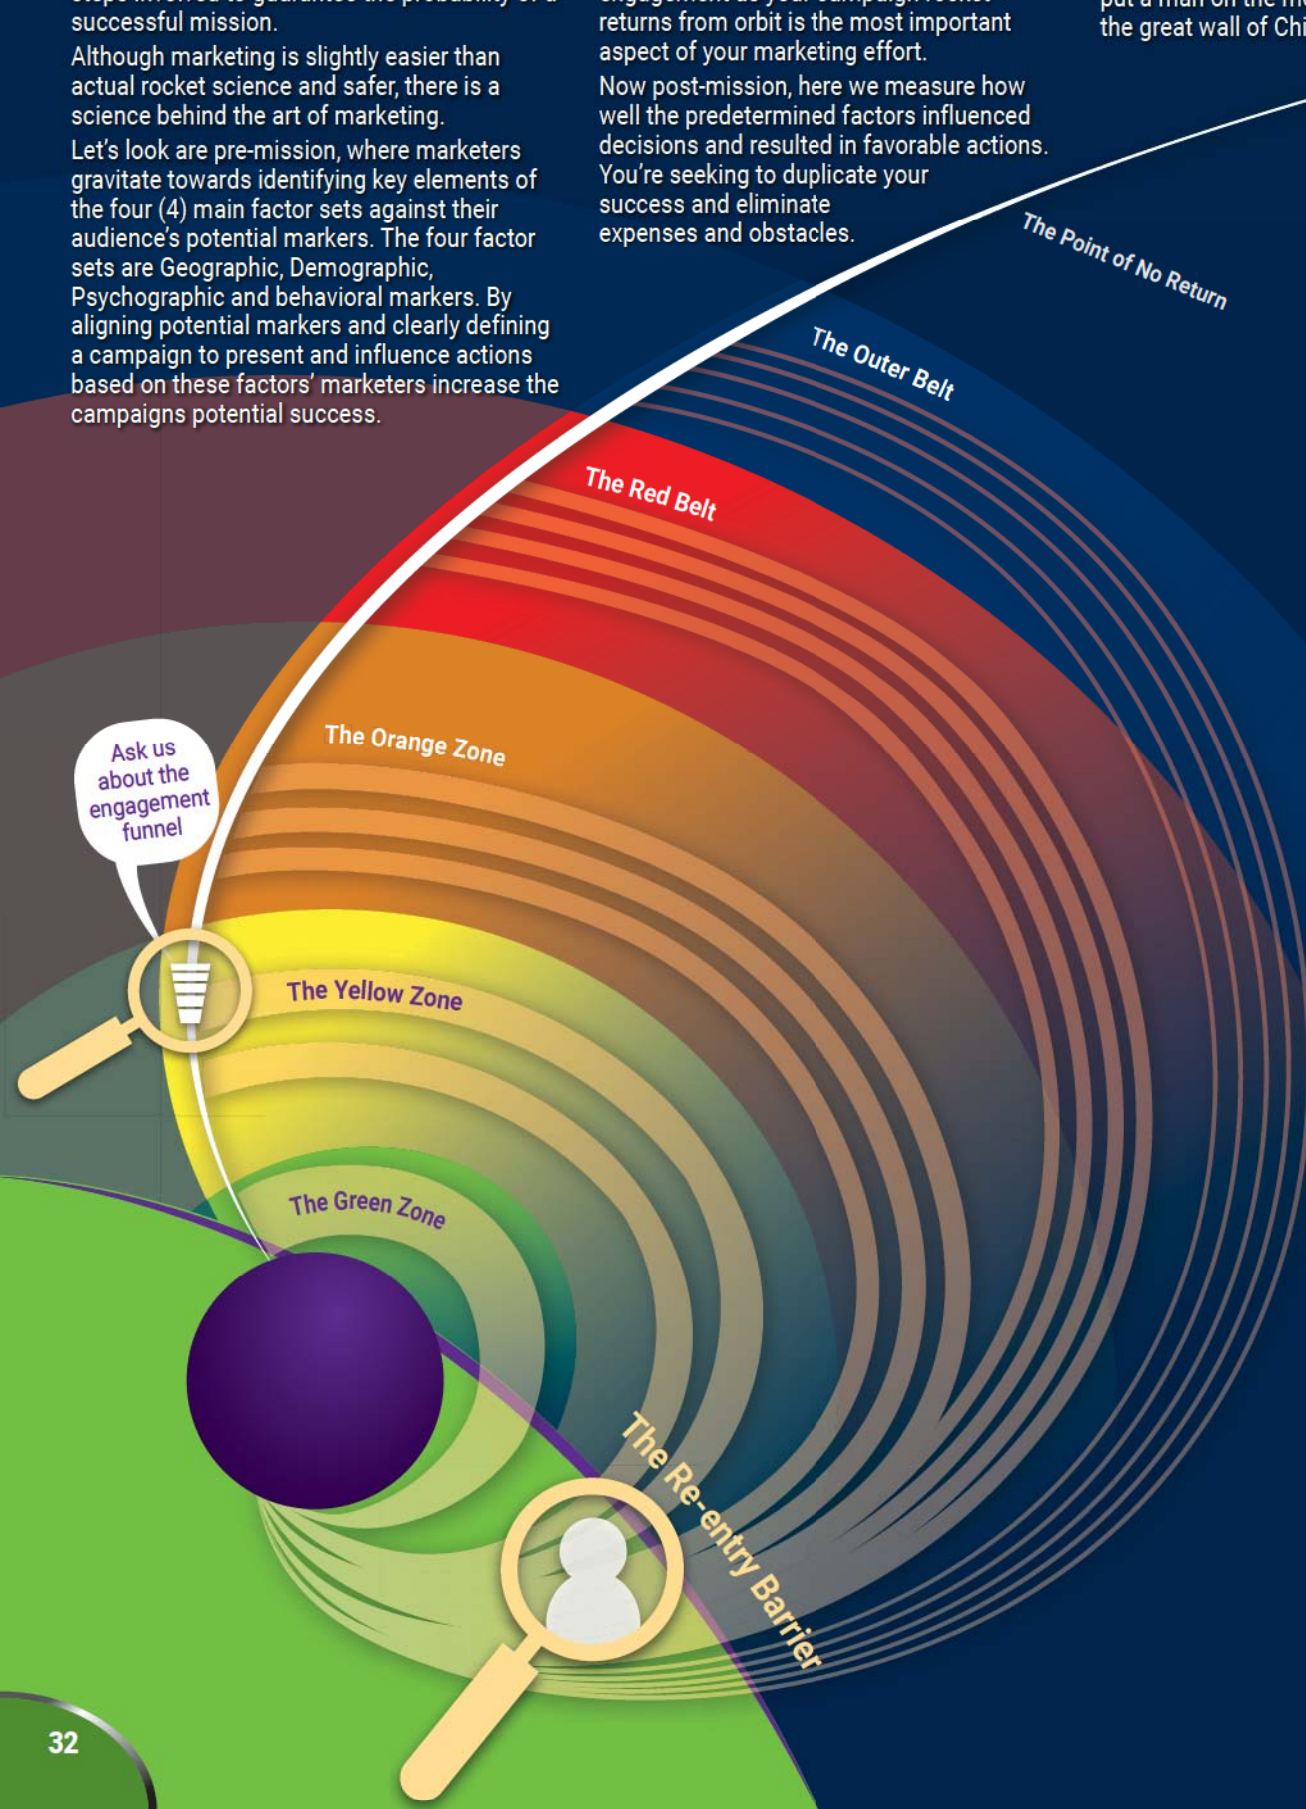 successful mission.
Although marketing is slightly easier than
actual rocket science and safer, there is a
science behind the art of marketing.
Let's look are pre-mission, where marketers
gravitate towards identifying key elements of
the four (4) main factor sets against their
audience's potential markers. The four factor
sets are Geographic, Demographic,
Psychographic and behavioral markers. By
aligning potential markers and clearly defining
a campaign to present and influence actions
based on these factors' marketers increase the
campaigns potential success.
returns from orbit is the most important
aspect of your marketing effort.
Now post-mission, here we measure how
well the predetermined factors influenced
decisions and resulted in favorable actions.
You're seeking to duplicate your
success and eliminate
expenses and obstacles.
the great wall of Chi
The Point of No Return
The Outer Belt
The Red Belt
The Orange Zone
Ask us
about the
engagement
funnel
The Yellow Zone
The Green Zone
The Re-entry Barrier
32